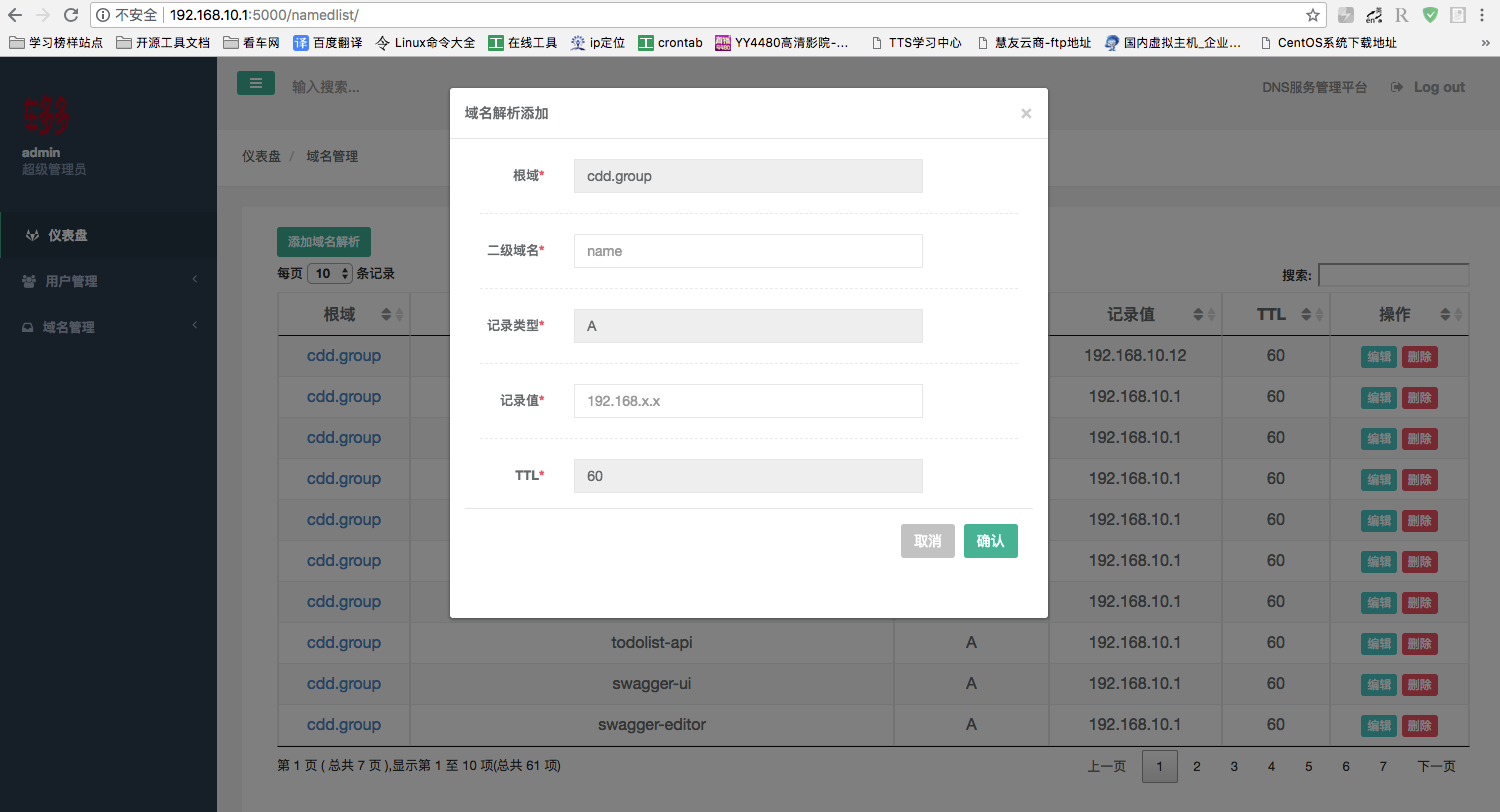 不安全 192.168.10.1:5000/namedlist/
学习榜样站点 开源工具文档 看车网 译 百度翻译 Linux命令大全 工 在线工具 ip定位 工 crontab YY4480高清影院-... TTS学习中心 慧友云商-ftp地址 国内虚拟主机_企业... CentOS系统下载地址 »
输入搜索...
DNS服务管理平台 Log out
admin
超级管理员
仪表盘
用户管理
域名管理
仪表盘 / 域名管理
添加域名解析
每页 10 条记录
搜索:
域名解析添加 ×
根域* cdd.group
二级域名* name
记录类型* A
记录值* 192.168.x.x
TTL* 60
取消 确认
根域 记录值 TTL 操作
cdd.group 192.168.10.12 60 编辑 删除
cdd.group 192.168.10.1 60 编辑 删除
cdd.group 192.168.10.1 60 编辑 删除
cdd.group 192.168.10.1 60 编辑 删除
cdd.group 192.168.10.1 60 编辑 删除
cdd.group 192.168.10.1 60 编辑 删除
cdd.group 192.168.10.1 60 编辑 删除
cdd.group todolist-api A 192.168.10.1 60 编辑 删除
cdd.group swagger-ui A 192.168.10.1 60 编辑 删除
cdd.group swagger-editor A 192.168.10.1 60 编辑 删除
第 1 页 ( 总共 7 页 ),显示第 1 至 10 项(总共 61 项)
上一页 1 2 3 4 5 6 7 下一页